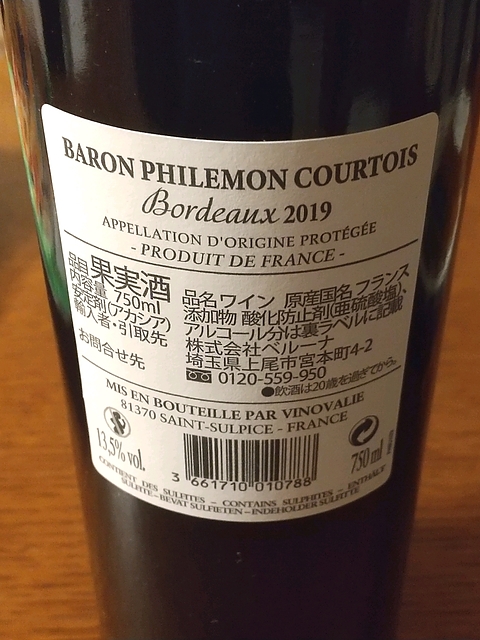 BARON PHILEMON COURTOIS
Bordeaux 2019
APPELLATION D'ORIGINE PROTÉGÉE
- PRODUIT DE FRANCE -
品目 果実酒
内容量 750ml
安定剤(アカシア)
輸入者・引取先
お問合せ先
品名 ワイン 原産国名 フランス
添加物 酸化防止剤(亜硫酸塩)、
アルコール分は裏ラベルに記載
株式会社ベルーナ
埼玉県上尾市宮本町4-2
0120-559-950
●飲酒は20歳を過ぎてから。
MIS EN BOUTEILLE PAR VINOVALIE
81370 SAINT-SULPICE - FRANCE
13,5% vol.
3 661710 010788
750 ml
CONTIENT DES SULFITES - CONTAINS SULPHITES - ENTHÄLT
SULFITE - BEVAT SULFIETEN - INDEHOLDER SULFITTE